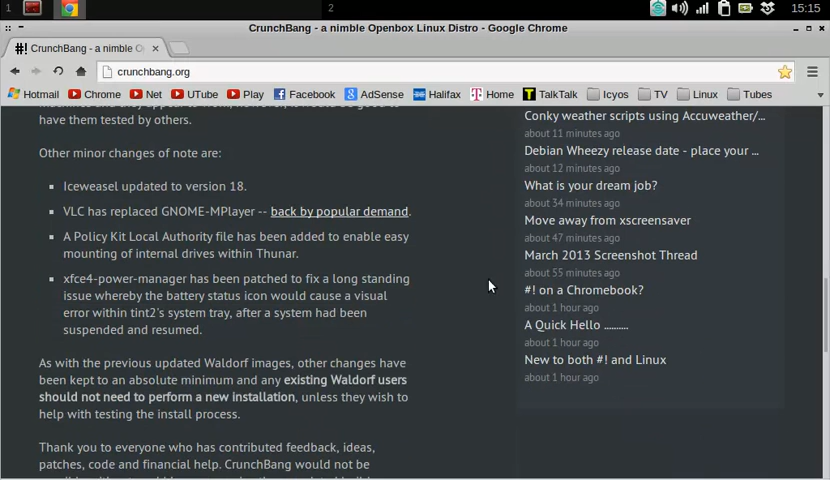 1
2
15:15
CrunchBang - a nimble Openbox Linux Distro - Google Chrome
#! CrunchBang - a nimble O
crunchbang.org
Hotmail Chrome Net UTube Play Facebook AdSense Halifax Home TalkTalk Icyos TV Linux Tubes
have them tested by others.
Other minor changes of note are:
Iceweasel updated to version 18.
VLC has replaced GNOME-MPlayer -- back by popular demand.
A Policy Kit Local Authority file has been added to enable easy
mounting of internal drives within Thunar.
xfce4-power-manager has been patched to fix a long standing
issue whereby the battery status icon would cause a visual
error within tint2's system tray, after a system had been
suspended and resumed.
As with the previous updated Waldorf images, other changes have
been kept to an absolute minimum and any existing Waldorf users
should not need to perform a new installation, unless they wish to
help with testing the install process.
Thank you to everyone who has contributed feedback, ideas,
patches, code and financial help. CrunchBang would not be
Conky weather scripts using Accuweather/...
about 11 minutes ago
Debian Wheezy release date - place your ...
about 12 minutes ago
What is your dream job?
about 34 minutes ago
Move away from xscreensaver
about 47 minutes ago
March 2013 Screenshot Thread
about 55 minutes ago
#! on a Chromebook?
about 1 hour ago
A Quick Hello ..........
about 1 hour ago
New to both #! and Linux
about 1 hour ago